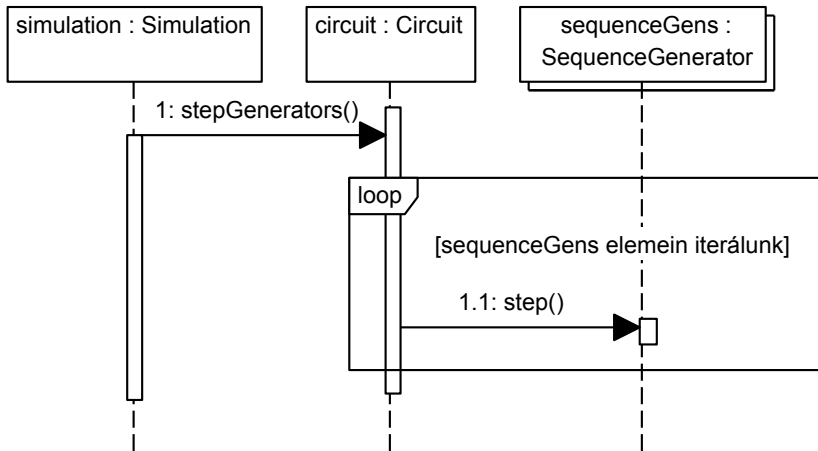 simulation : Simulation
circuit : Circuit
sequenceGens :
SequenceGenerator
1: stepGenerators()
loop
[sequenceGens elemein iterálunk]
1.1: step()